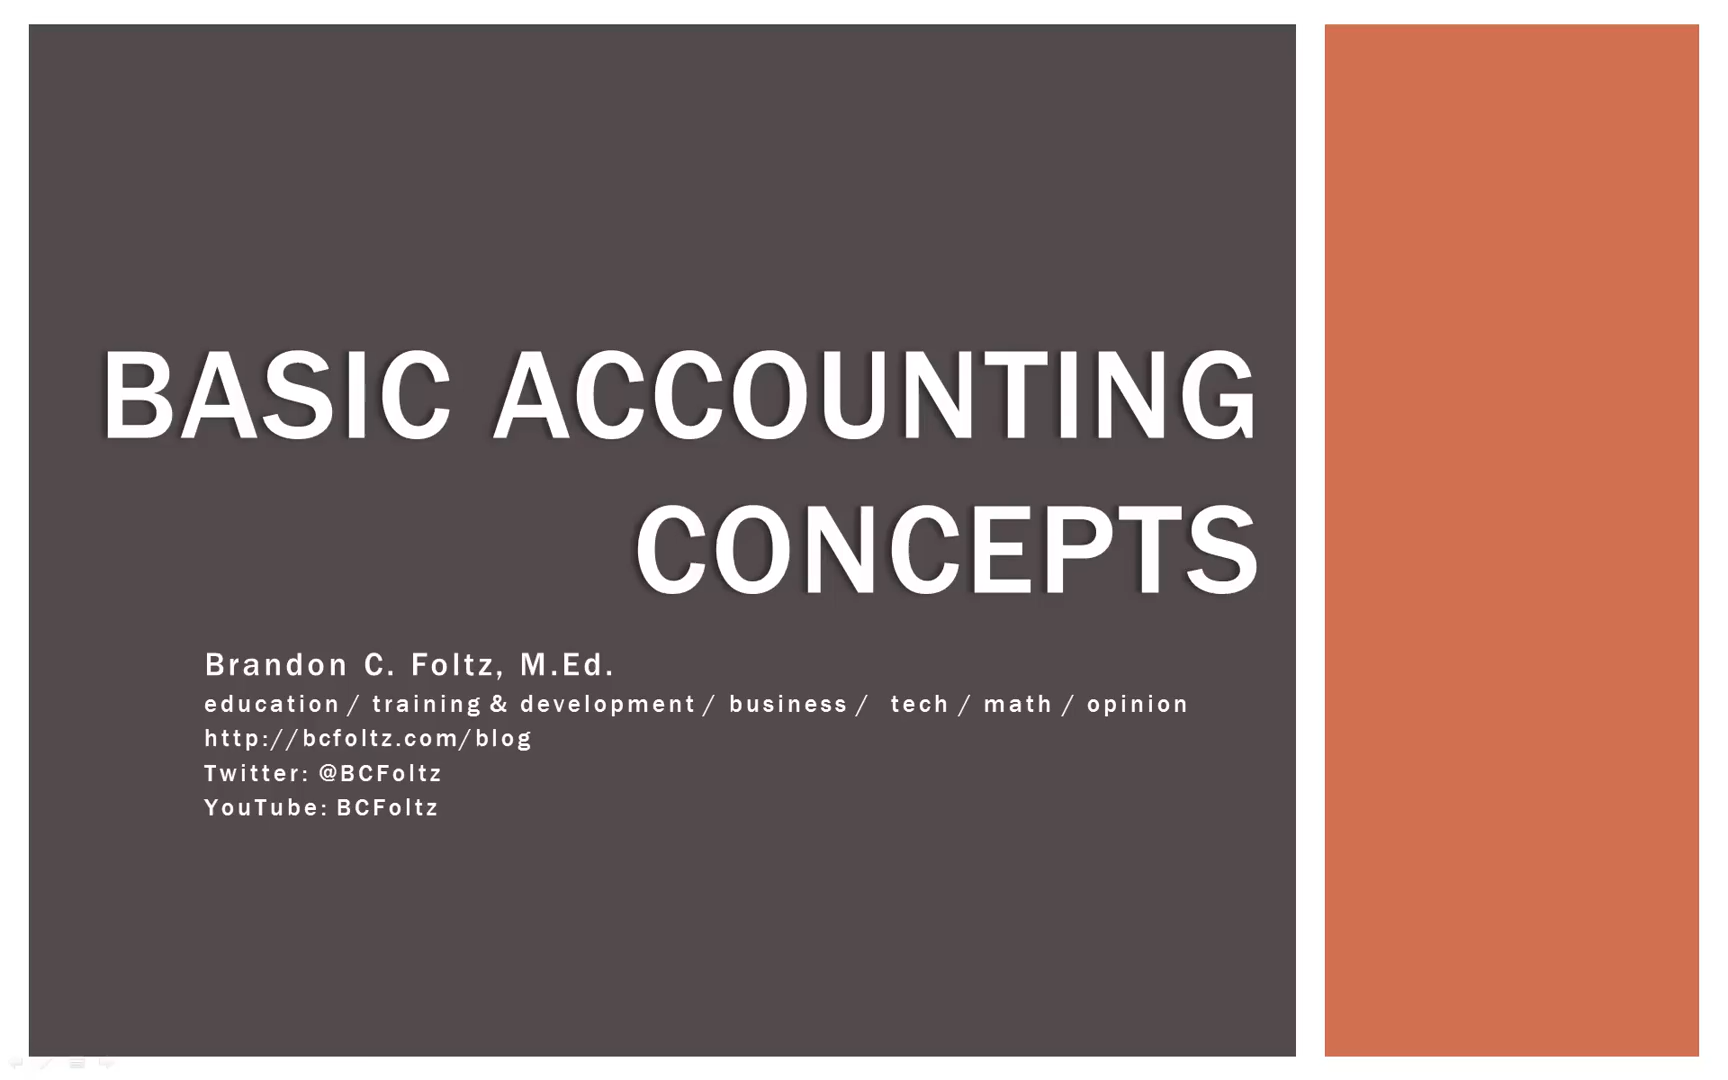 BASIC ACCOUNTING
CONCEPTS
Brandon C. Foltz, M.Ed.
education / training & development / business /  tech / math / opinion
http://bcfoltz.com/blog
Twitter: @BCFoltz
YouTube: BCFoltz